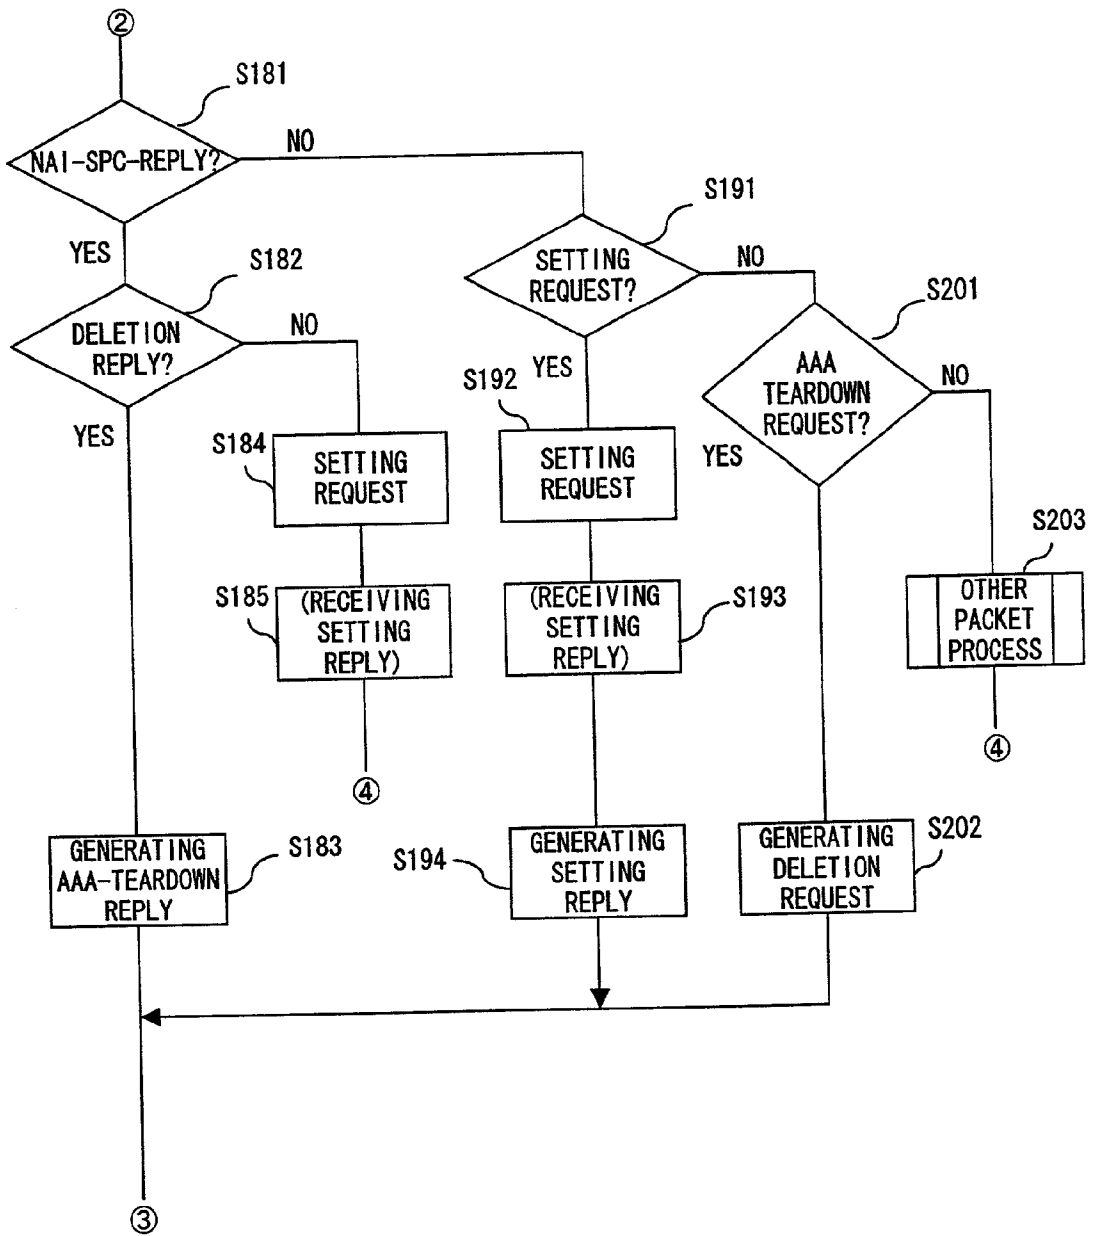 ②
S181
NAI-SPC-REPLY?
NO
YES
S182
DELETION
REPLY?
NO
YES
S191
SETTING
REQUEST?
NO
YES
S201
AAA
TEARDOWN
REQUEST?
NO
YES
S184
SETTING
REQUEST
S192
SETTING
REQUEST
S185
(RECEIVING
SETTING
REPLY)
④
S193
(RECEIVING
SETTING
REPLY)
S203
OTHER
PACKET
PROCESS
④
S183
GENERATING
AAA-TEARDOWN
REPLY
S194
GENERATING
SETTING
REPLY
S202
GENERATING
DELETION
REQUEST
③